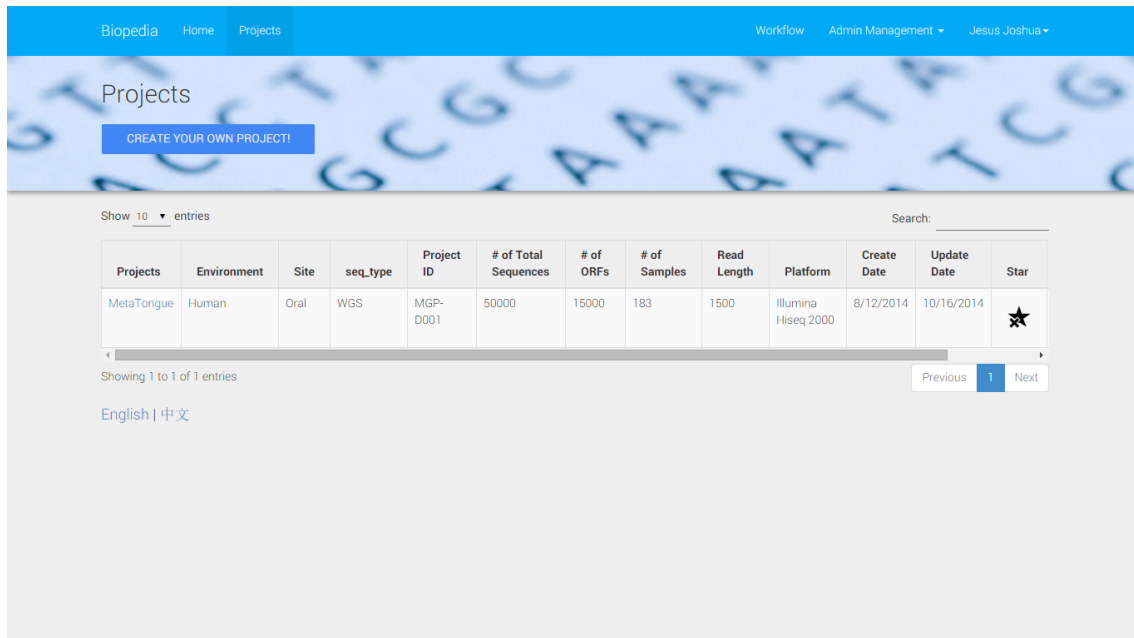 Biopedia Home Projects Workflow Admin Management Jesus Joshua
Projects
CREATE YOUR OWN PROJECT!
Show 10 entries Search:
Projects Environment Site seq_type Project ID # of Total Sequences # of ORFs # of Samples Read Length Platform Create Date Update Date Star
MetaTongue Human Oral WGS MGP-D001 50000 15000 183 1500 Illumina Hiseq 2000 8/12/2014 10/16/2014
Showing 1 to 1 of 1 entries Previous 1 Next
English | 中文